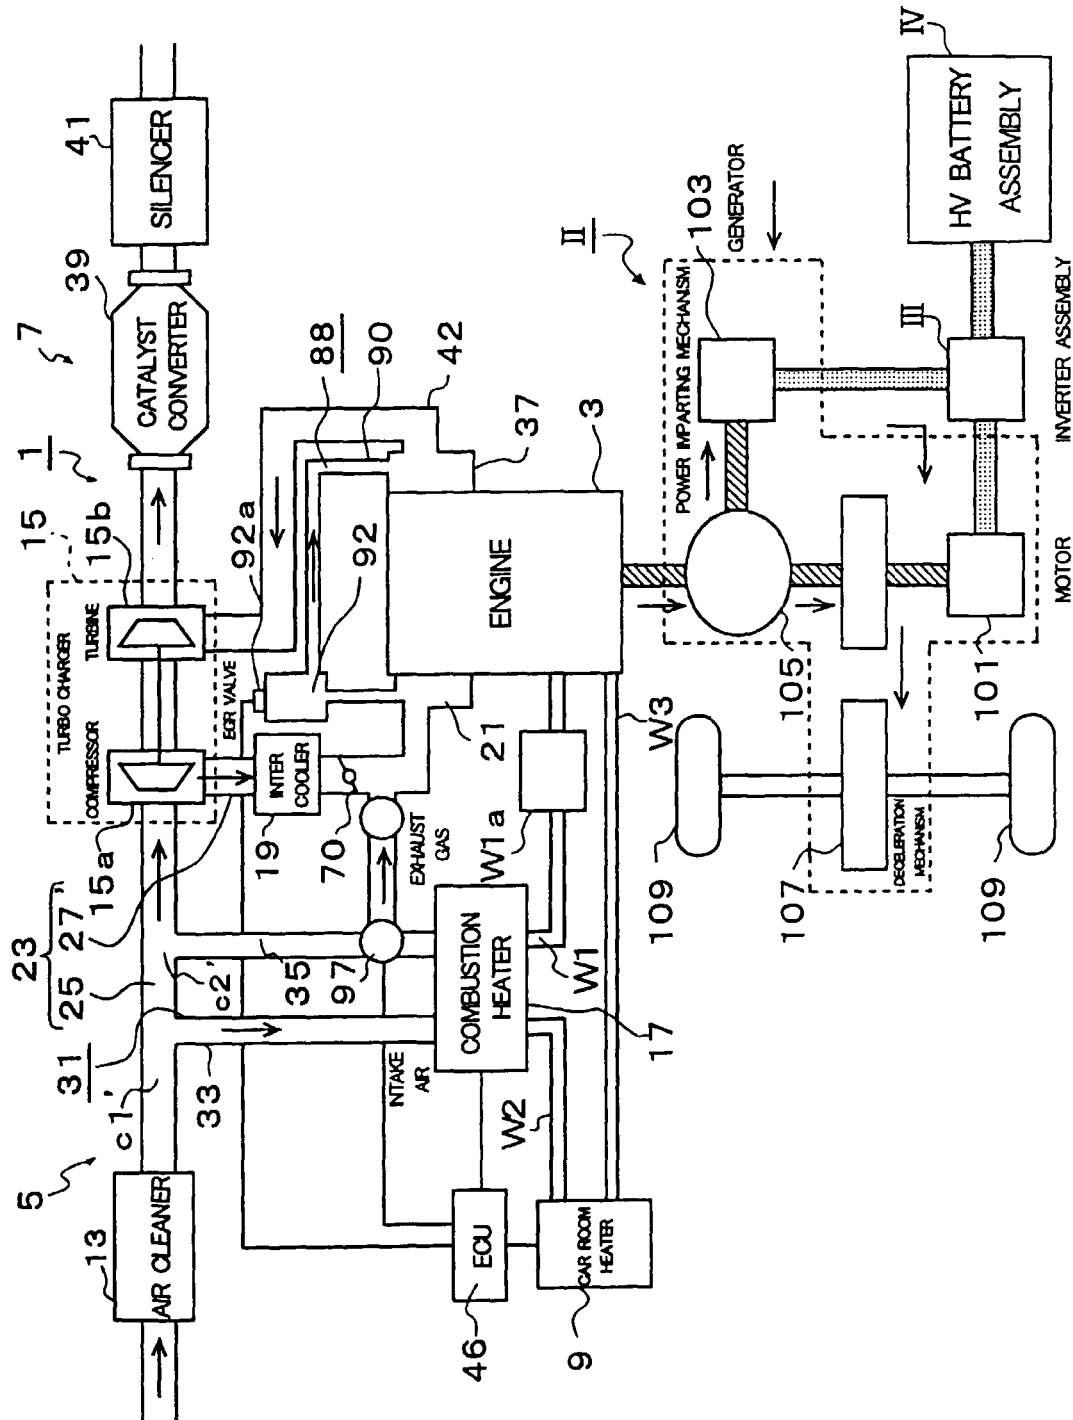 41
SILENCER
39
CATALYST
CONVERTER
7
1
15
15b
TURBO CHARGER
TURBINE
COMPRESSOR
15a
23
25
27"
31
c1'
c2'
5
13
AIR CLEANER
33
35
97
EGR VALVE
92a
92
88
90
42
37
3
ENGINE
INTER
COOLER
19
70
21
EXHAUST
GAS
INTAKE
AIR
COMBUSTION
HEATER
17
W1a
W1
W2
W3
ECU
46
CAR ROOM
HEATER
9
II
POWER IMPARTING MECHANISM
103
GENERATOR
IV
HV BATTERY
ASSEMBLY
III
INVERTER ASSEMBLY
MOTOR
101
105
107
DECELERATION
MECHANISM
109
109